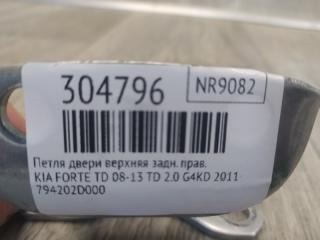 304796
NR9082
Петля двери верхняя задн. прав.
KIA FORTE TD 08-13 TD 2.0 G4KD 2011
794202D000